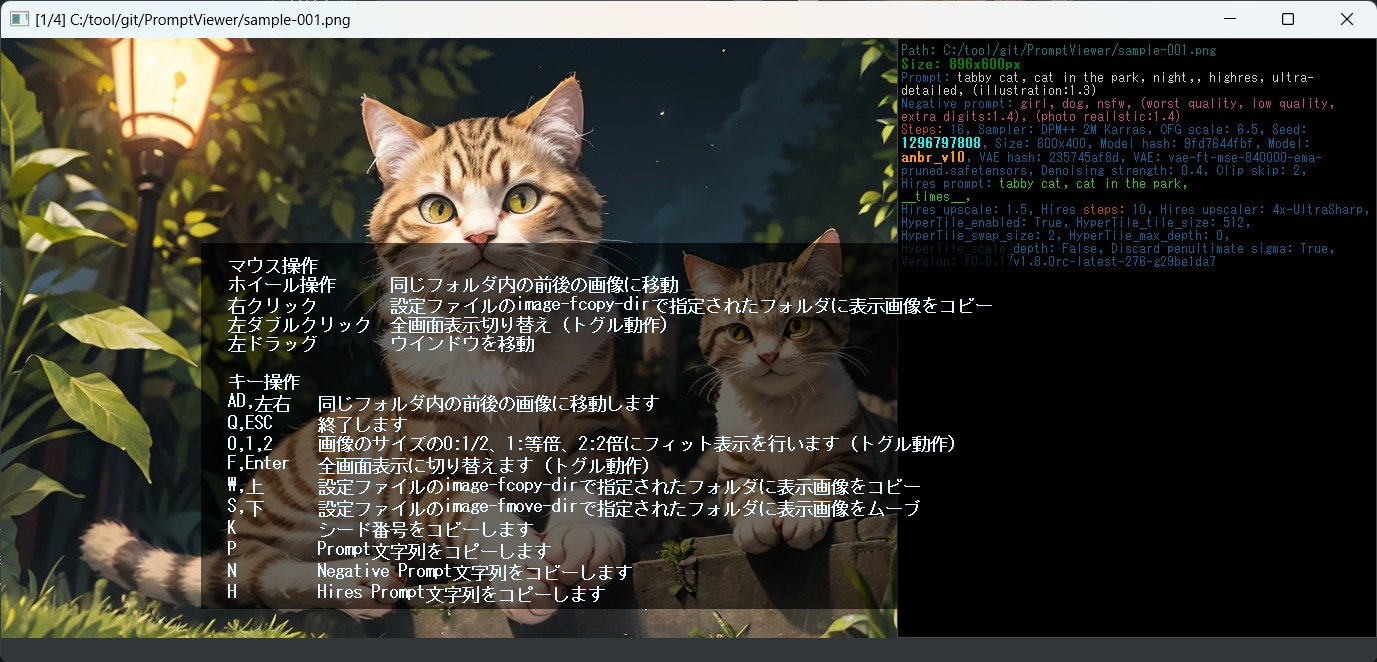 [1/4] C:/tool/git/PromptViewer/sample-001.png
Path: C:/tool/git/PromptViewer/sample-001.png
Size: 896x600px
Prompt: tabby cat, cat in the park, night,, highres, ultra-
detailed, (illustration:1.3)
Negative prompt: girl, dog, nsfw, (worst quality, low quality,
extra digits:1.4), (photo realistic:1.4)
Steps: 16, Sampler: DPM++ 2M Karras, CFG scale: 6.5, Seed:
1296797808, Size: 600x400, Model hash: 9fd7644fbf, Model:
anbr_v10, VAE hash: 235745af8d, VAE: vae-ft-mse-840000-ema-
pruned.safetensors, Denoising strength: 0.4, Clip skip: 2,
Hires prompt: tabby cat, cat in the park,
__times__,
Hires upscale: 1.5, Hires steps: 10, Hires upscaler: 4x-UltraSharp,
HyperTile_enabled: True, HyperTile_tile_size: 512,
HyperTile_swap_size: 2, HyperTile_max_depth: 0,
HyperTile_scale_depth: False, Discard penultimate sigma: True,
Version: f0.0.17v1.8.0rc-latest-276-g29be1da7
マウス操作
ホイール操作 同じフォルダ内の前後の画像に移動
右クリック 設定ファイルのimage-fcopy-dirで指定されたフォルダに表示画像をコピー
左ダブルクリック 全画面表示切り替え（トグル動作）
左ドラッグ ウインドウを移動
キー操作
AD,左右 同じフォルダ内の前後の画像に移動します
Q,ESC 終了します
0,1,2 画像のサイズの0:1/2、1:等倍、2:2倍にフィット表示を行います（トグル動作）
F,Enter 全画面表示に切り替えます（トグル動作）
W,上 設定ファイルのimage-fcopy-dirで指定されたフォルダに表示画像をコピー
S,下 設定ファイルのimage-fmove-dirで指定されたフォルダに表示画像をムーブ
K シード番号をコピーします
P Prompt文字列をコピーします
N Negative Prompt文字列をコピーします
H Hires Prompt文字列をコピーします